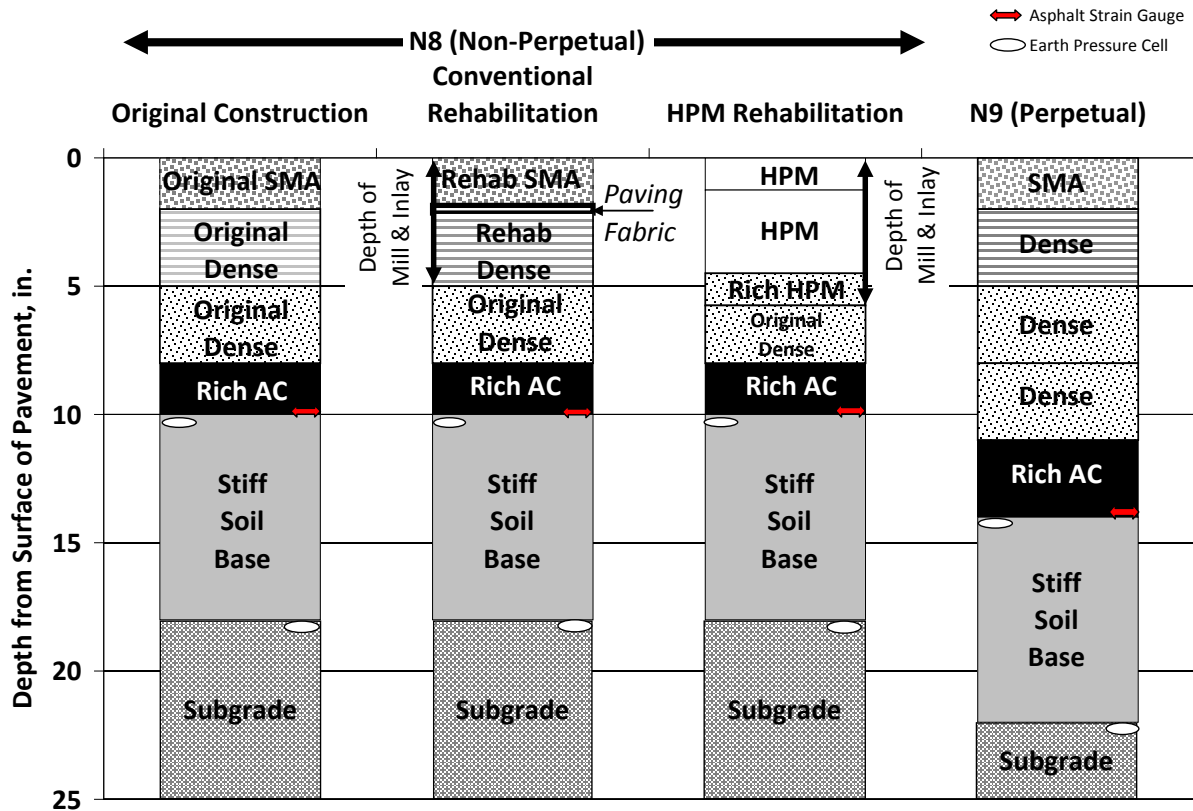 Asphalt Strain Gauge
Earth Pressure Cell
N8 (Non-Perpetual)
Original Construction
Conventional
Rehabilitation
HPM Rehabilitation
N9 (Perpetual)
Depth from Surface of Pavement, in.
0
5
10
15
20
25
Original SMA
Original
Dense
Original
Dense
Rich AC
Stiff
Soil
Base
Subgrade
Depth of
Mill & Inlay
Rehab SMA
Rehab
Dense
Original
Dense
Rich AC
Stiff
Soil
Base
Subgrade
Paving
Fabric
HPM
HPM
Rich HPM
Original
Dense
Rich AC
Stiff
Soil
Base
Subgrade
Depth of
Mill & Inlay
SMA
Dense
Dense
Dense
Rich AC
Stiff
Soil
Base
Subgrade